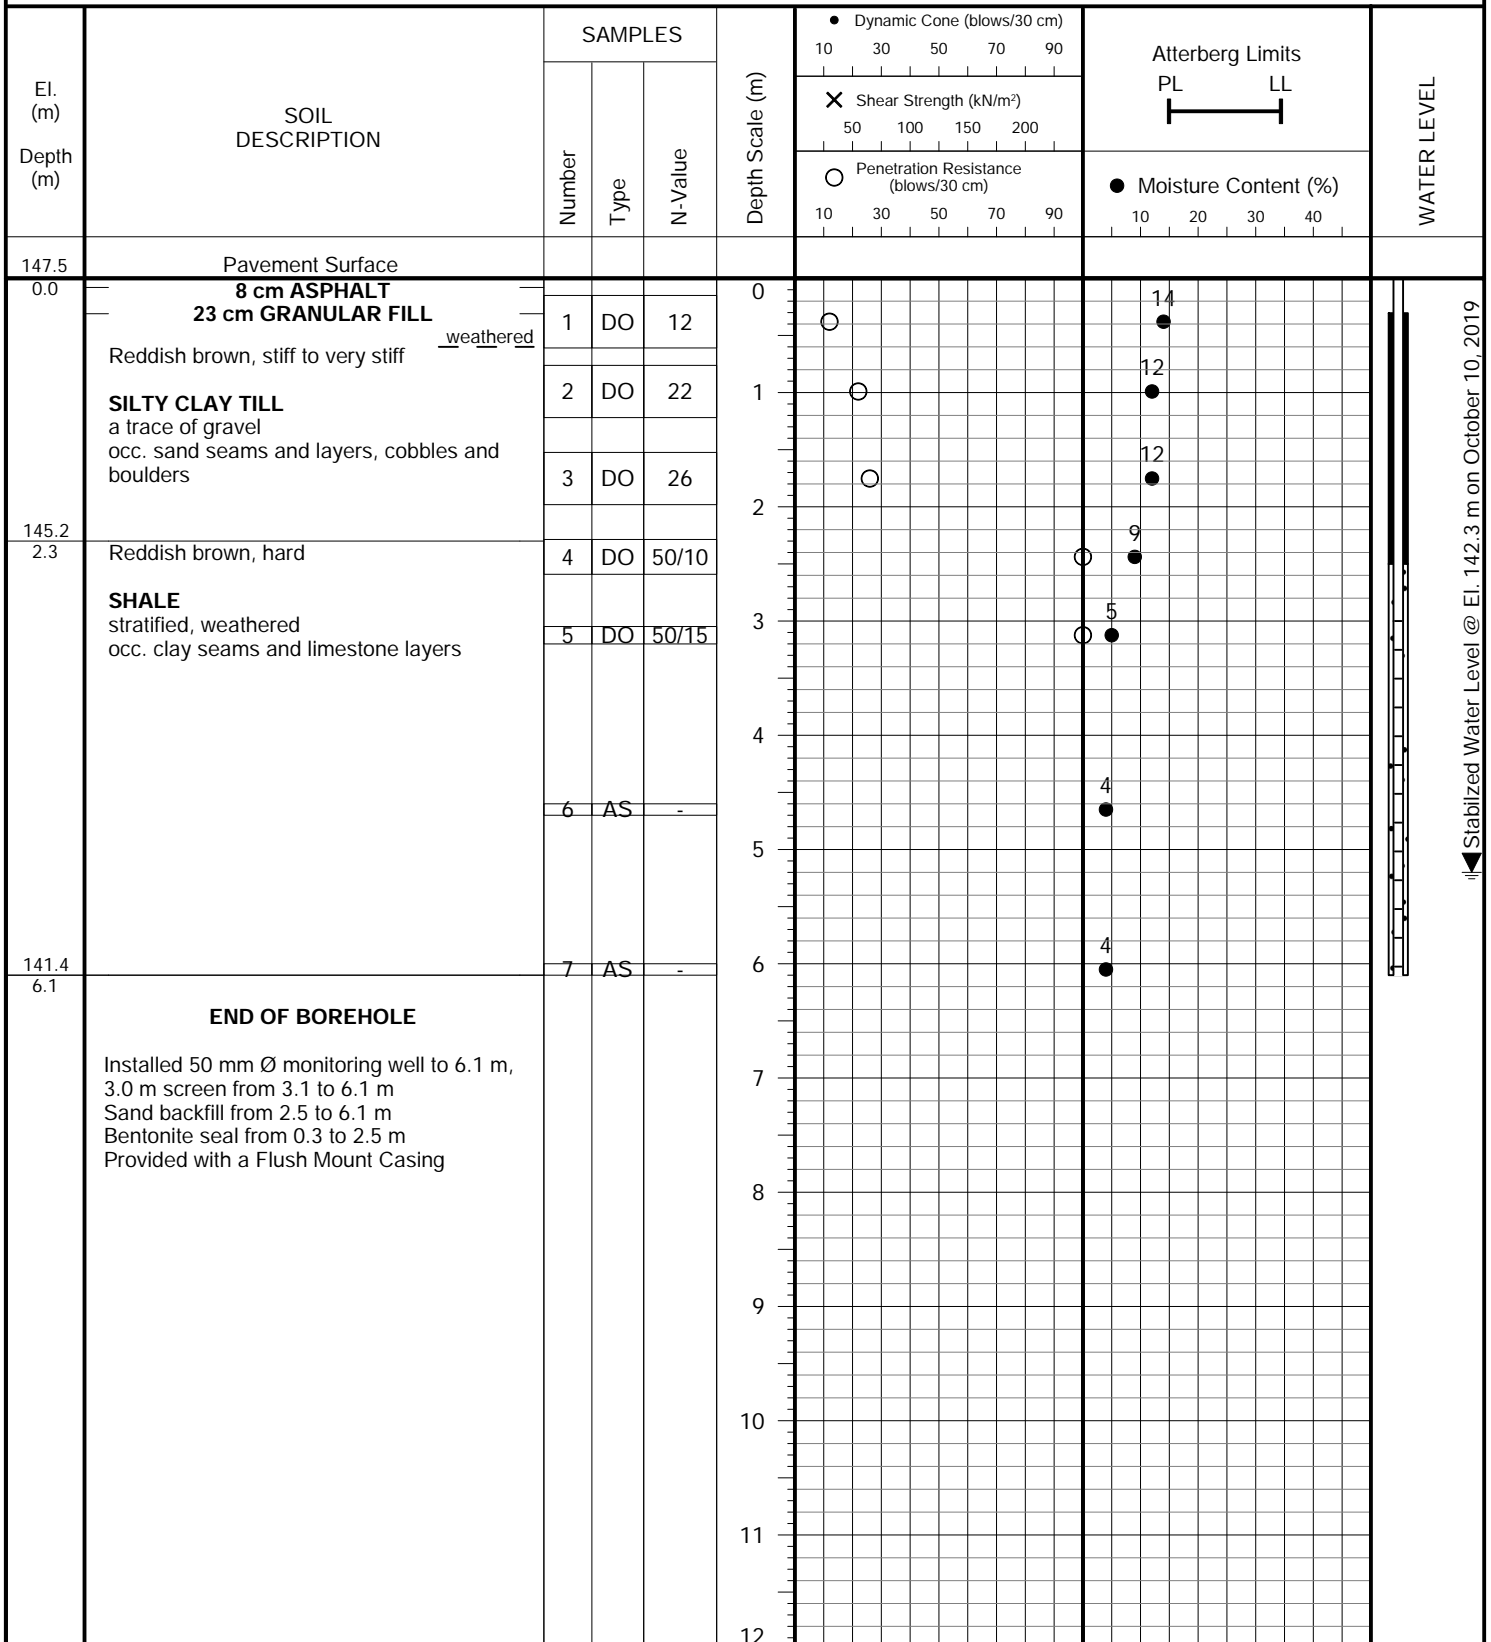 El.
(m)
Depth
(m)
SOIL
DESCRIPTION
SAMPLES
Number
Type
N-Value
Depth Scale (m)
● Dynamic Cone (blows/30 cm)
10 30 50 70 90
X Shear Strength (kN/m²)
50 100 150 200
○ Penetration Resistance
(blows/30 cm)
10 30 50 70 90
Atterberg Limits
PL LL
● Moisture Content (%)
10 20 30 40
WATER LEVEL
147.5
Pavement Surface
0.0
8 cm ASPHALT
23 cm GRANULAR FILL
weathered
Reddish brown, stiff to very stiff
SILTY CLAY TILL
a trace of gravel
occ. sand seams and layers, cobbles and
boulders
145.2
2.3
Reddish brown, hard
SHALE
stratified, weathered
occ. clay seams and limestone layers
141.4
6.1
END OF BOREHOLE
Installed 50 mm Ø monitoring well to 6.1 m,
3.0 m screen from 3.1 to 6.1 m
Sand backfill from 2.5 to 6.1 m
Bentonite seal from 0.3 to 2.5 m
Provided with a Flush Mount Casing
1 DO 12
2 DO 22
3 DO 26
4 DO 50/10
5 DO 50/15
6 AS -
7 AS -
0
1
2
3
4
5
6
7
8
9
10
11
12
14
12
12
9
5
4
4
Stabilzed Water Level @ El. 142.3 m on October 10, 2019